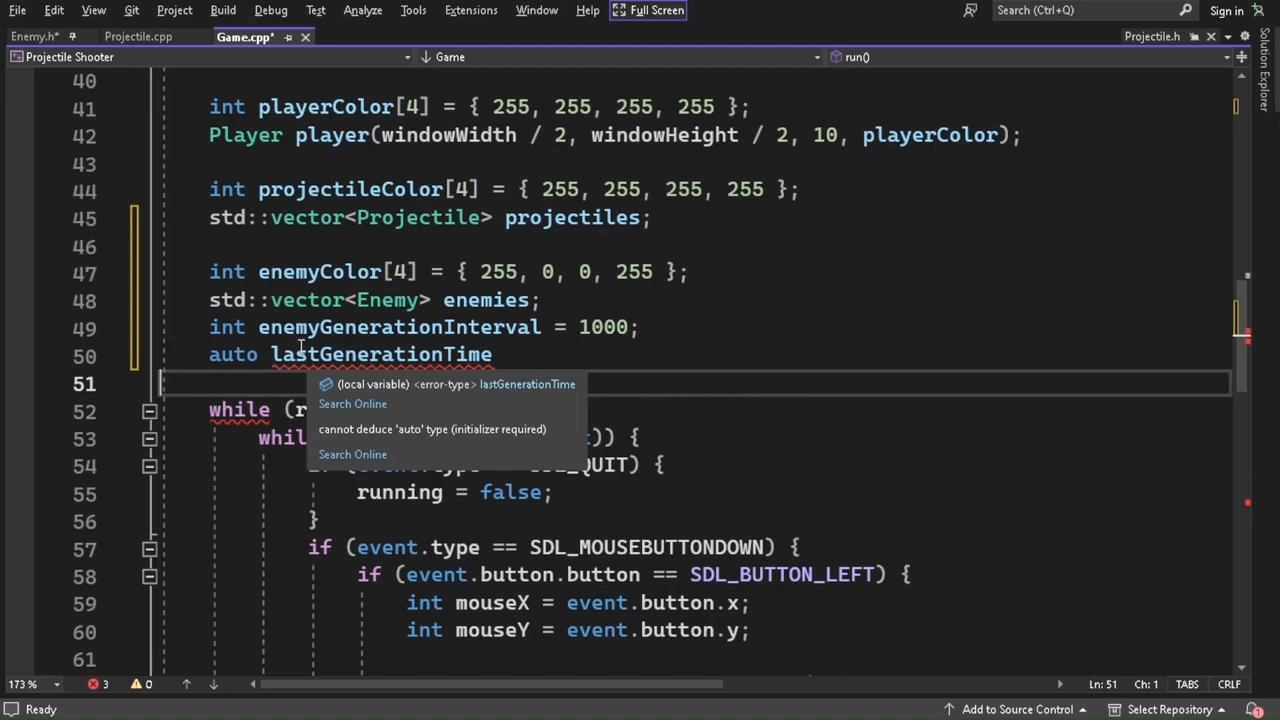 File Edit View Git Project Build Debug Test Analyze Tools Extensions Window Help Full Screen Search (Ctrl+Q) Sign in
Enemy.h* Projectile.cpp Game.cpp* Projectile.h
Projectile Shooter Game run()
Solution Explorer
40
41 int playerColor[4] = { 255, 255, 255, 255 };
42 Player player(windowWidth / 2, windowHeight / 2, 10, playerColor);
43
44 int projectileColor[4] = { 255, 255, 255, 255 };
45 std::vector<Projectile> projectiles;
46
47 int enemyColor[4] = { 255, 0, 0, 255 };
48 std::vector<Enemy> enemies;
49 int enemyGenerationInterval = 1000;
50 auto lastGenerationTime
51
(local variable) <error-type> lastGenerationTime
Search Online
cannot deduce 'auto' type (initializer required)
Search Online
52 while (r
53 whil )) {
54 _QUIT) {
55 running = false;
56 }
57 if (event.type == SDL_MOUSEBUTTONDOWN) {
58 if (event.button.button == SDL_BUTTON_LEFT) {
59 int mouseX = event.button.x;
60 int mouseY = event.button.y;
61
173 % 3 0 Ln: 51 Ch: 1 TABS CRLF
Ready Add to Source Control Select Repository 1